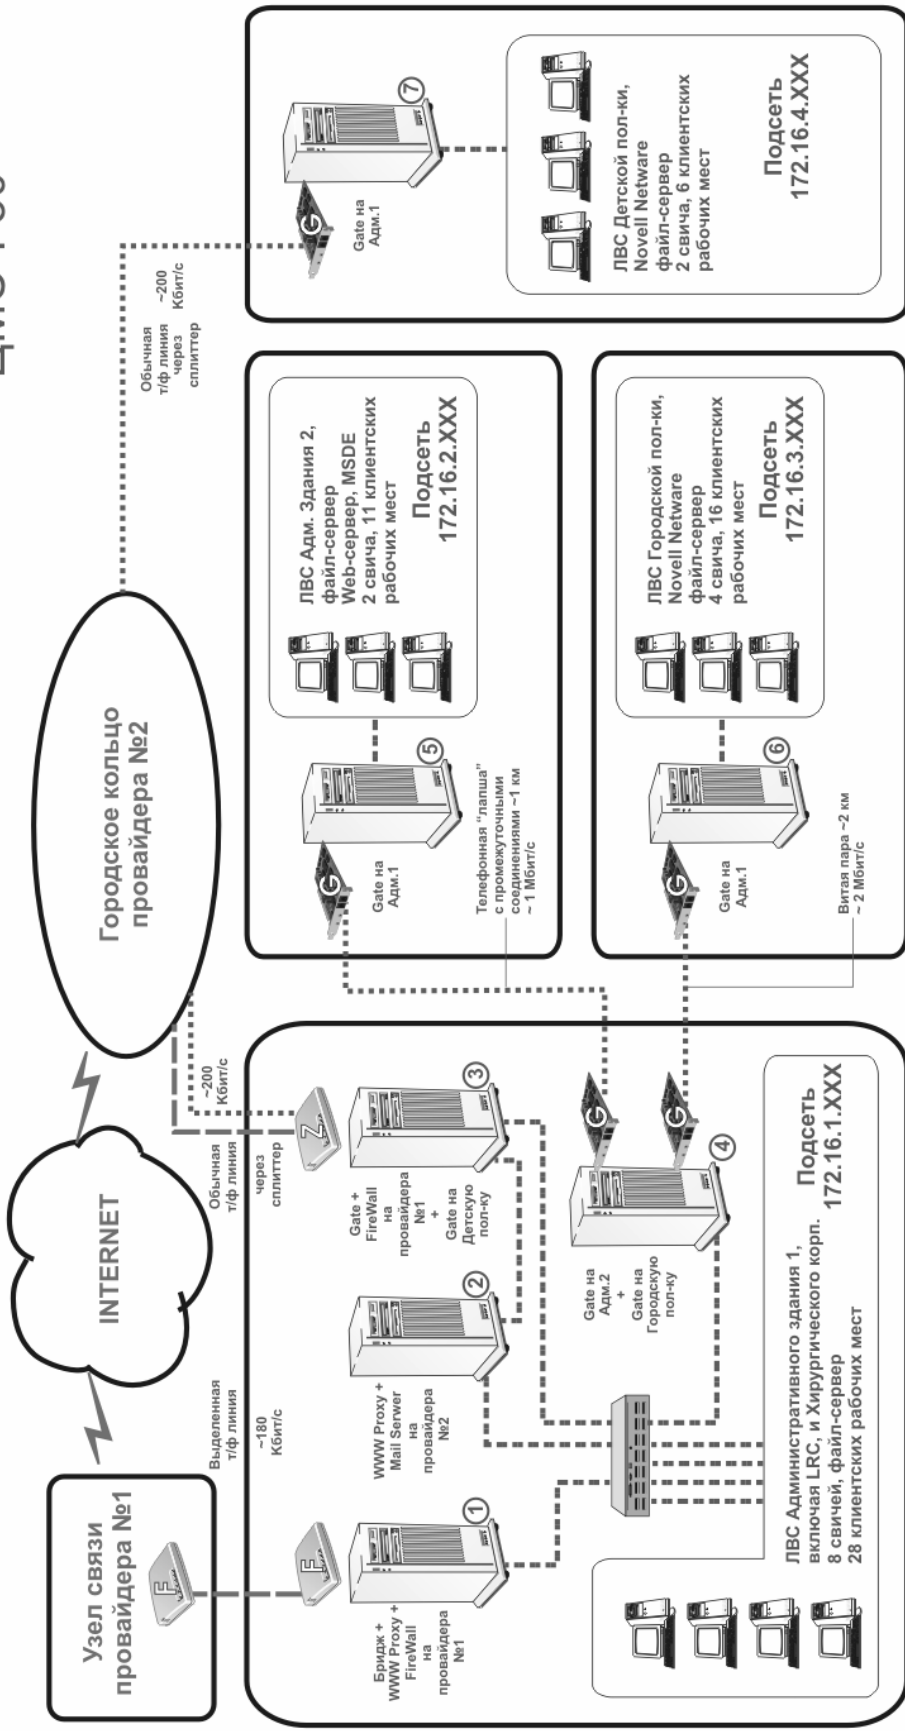 Узел связи
провайдера №1
F
F
INTERNET
Городское кольцо
провайдера №2
Выделенная
т/ф линия
~180
Кбит/с
Обычная
т/ф линия
через
сплиттер
~200
Кбит/с
Обычная
т/ф линия
через
сплиттер
~200
Кбит/с
Бридж +
WWW Proxy +
FireWall
на
провайдера
№1
1
WWW Proxy +
Mail Serwer
на
провайдера
№2
2
Z
Gate +
FireWall
на
провайдера
№1
+
Gate на
Детскую
пол-ку
3
Gate на
Адм.2
+
Gate на
Городскую
пол-ку
G
G
4
ЛВС Административного здания 1,
включая LRC, и Хирургического корп.
8 свичей, файл-сервер
28 клиентских рабочих мест
Подсеть
172.16.1.XXX
G
Gate на
Адм.1
5
Телефонная “лапша”
с промежуточными
соединениями ~1 км
~ 1 Мбит/с
ЛВС Адм. Здания 2,
файл-сервер
Web-сервер, MSDE
2 свича, 11 клиентских
рабочих мест
Подсеть
172.16.2.XXX
G
Gate на
Адм.1
6
Витая пара ~2 км
~ 2 Мбит/с
ЛВС Городской пол-ки,
Novell Netware
файл-сервер
4 свича, 16 клиентских
рабочих мест
Подсеть
172.16.3.XXX
G
Gate на
Адм.1
7
ЛВС Детской пол-ки,
Novell Netware
файл-сервер
2 свича, 6 клиентских
рабочих мест
Подсеть
172.16.4.XXX